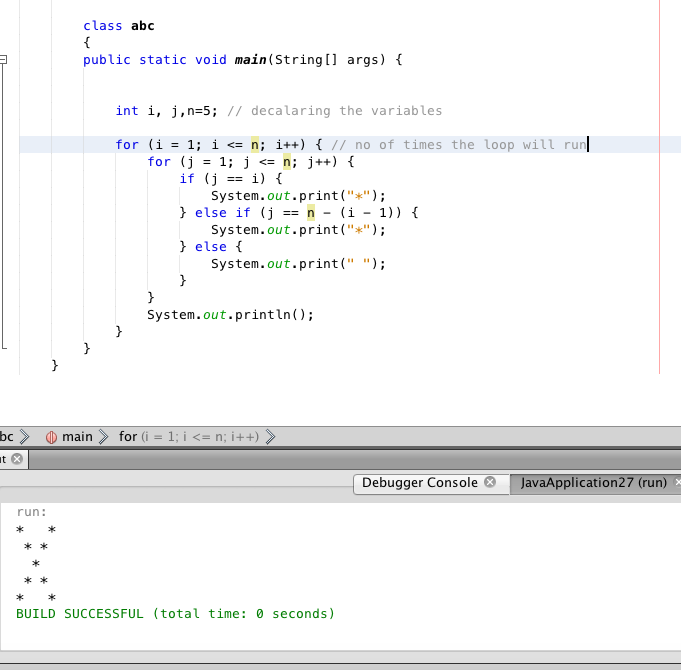 class abc
{
public static void main(String[] args) {
int i, j,n=5; // decalaring the variables
for (i = 1; i <= n; i++) { // no of times the loop will run
for (j = 1; j <= n; j++) {
if (j == i) {
System.out.print("*");
} else if (j == n - (i - 1)) {
System.out.print("*");
} else {
System.out.print(" ");
}
}
System.out.println();
}
}
}
bc main for (i = 1; i <= n; i++)
t
Debugger Console JavaApplication27 (run)
run:
*   *
 * *
  *
 * *
*   *
BUILD SUCCESSFUL (total time: 0 seconds)